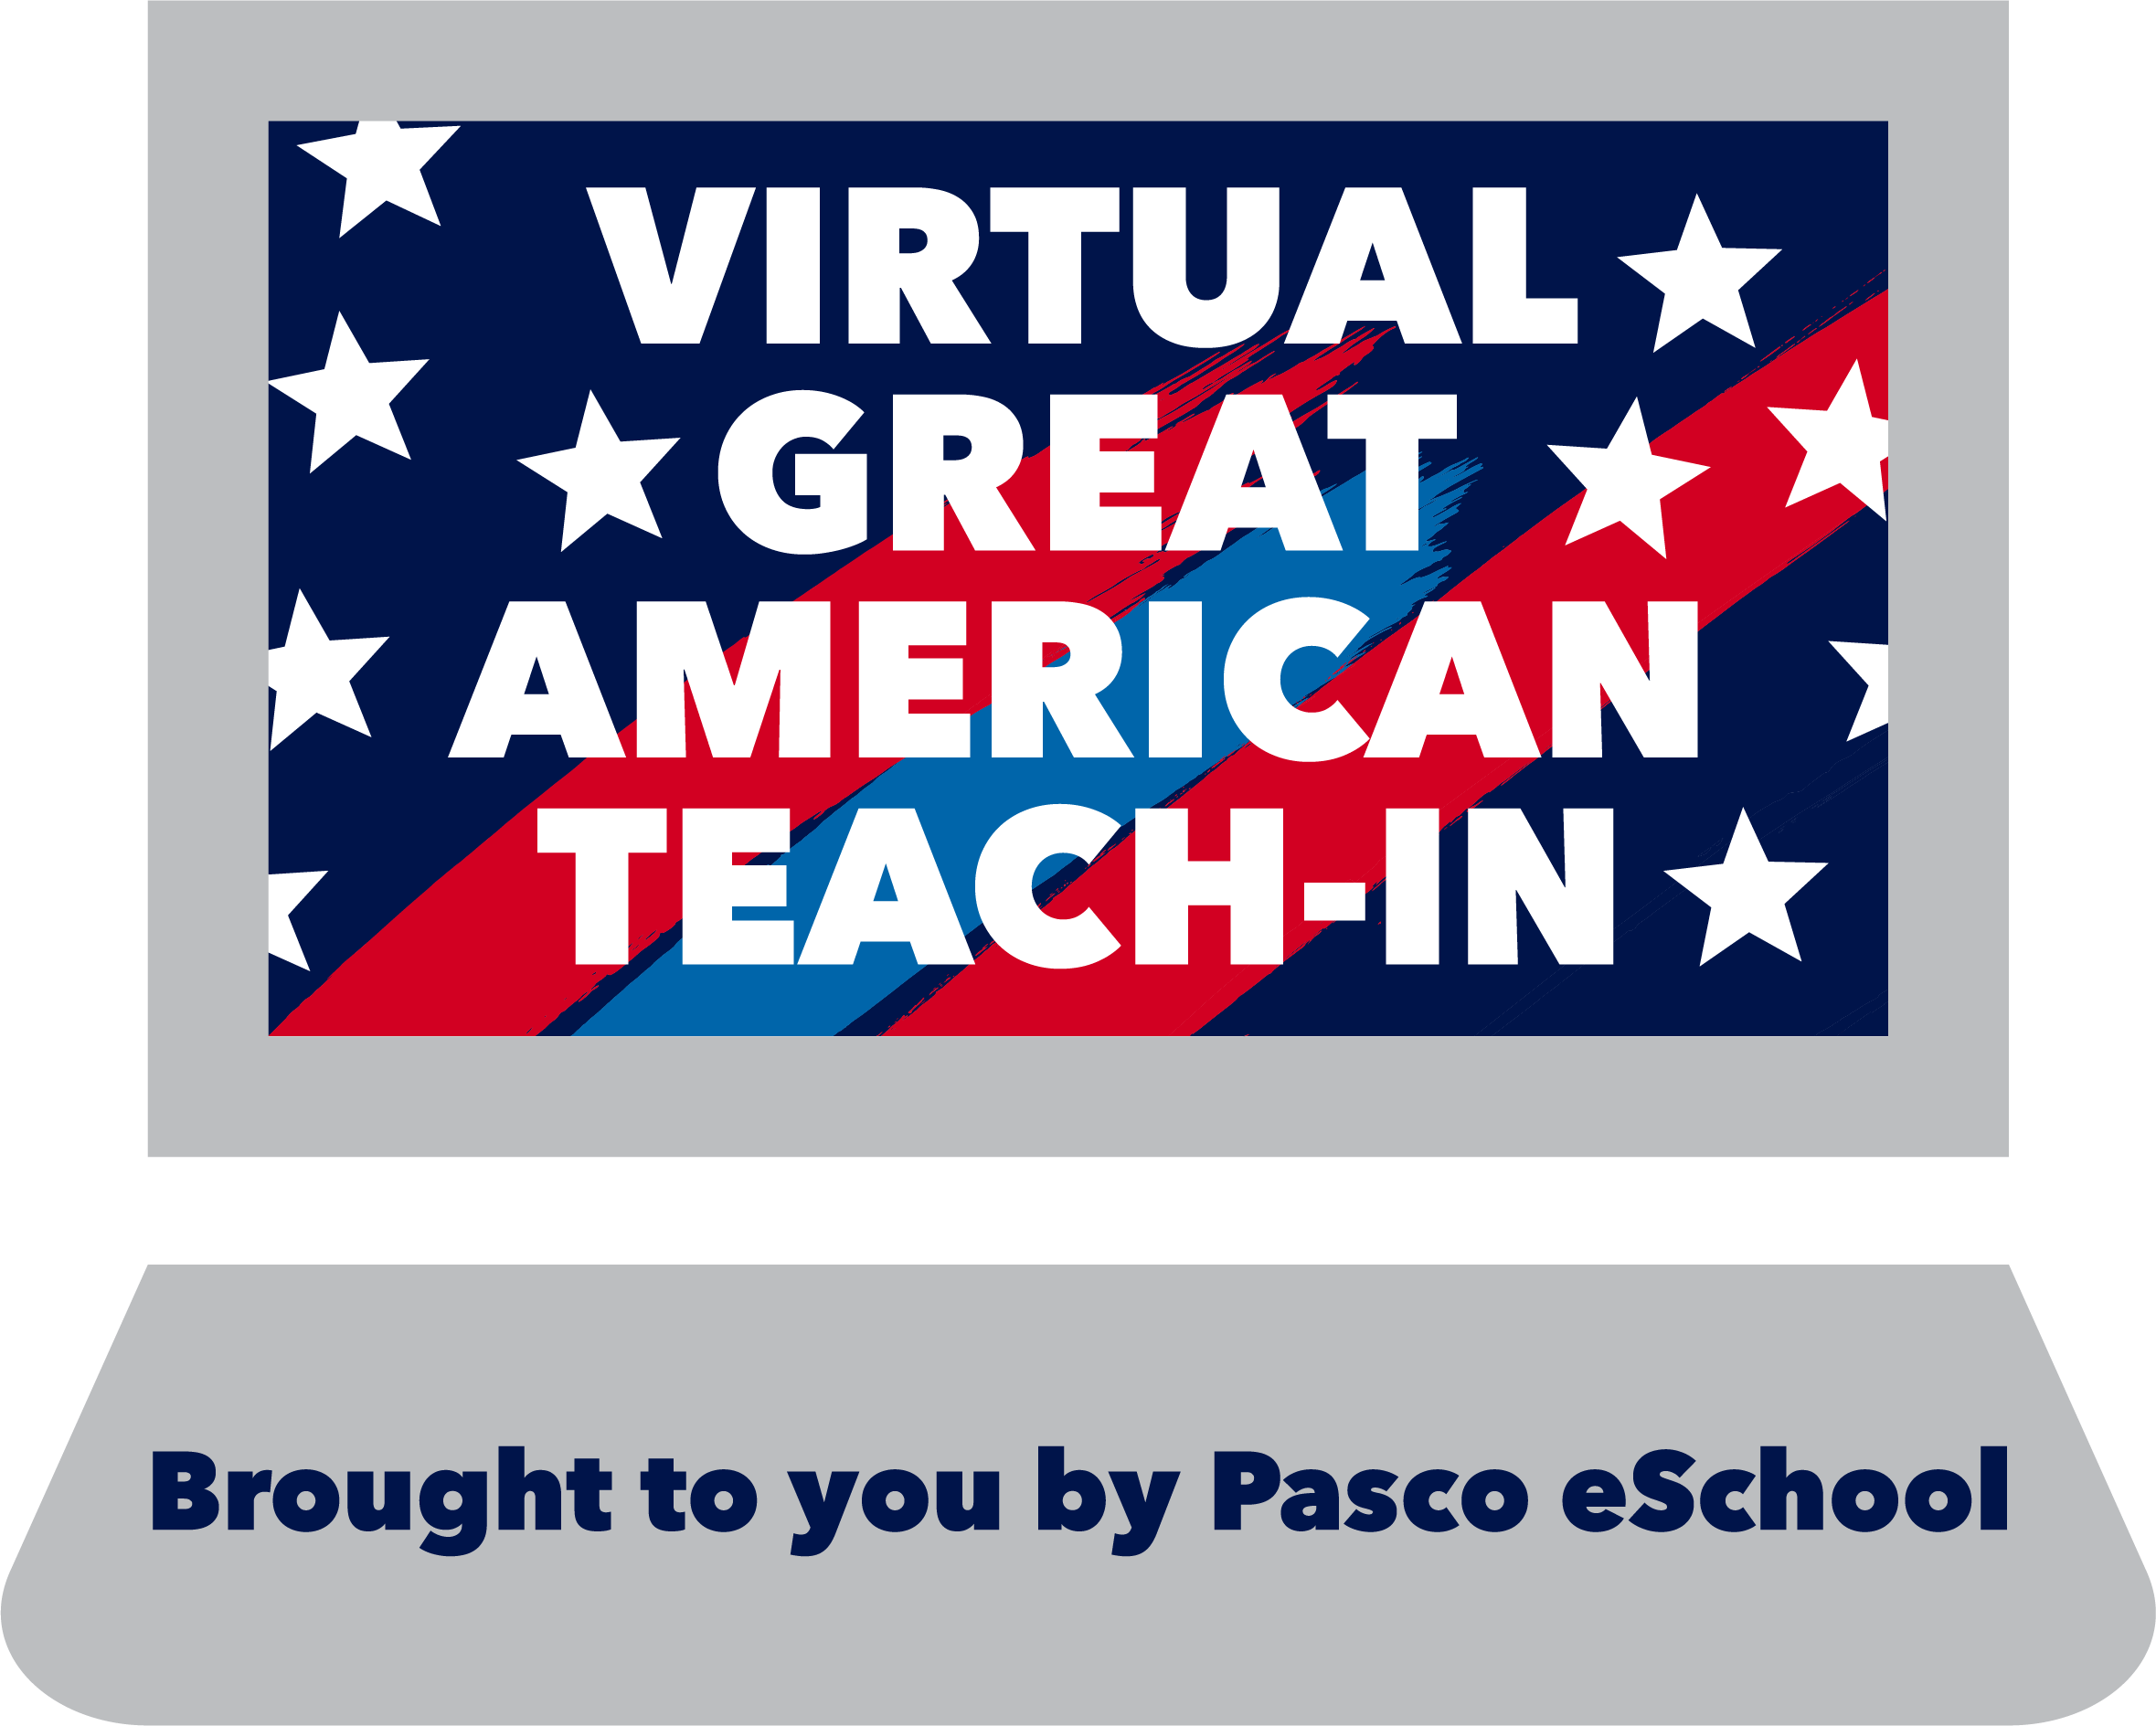 VIRTUAL
GREAT
AMERICAN
TEACH-IN
Brought to you by Pasco eSchool